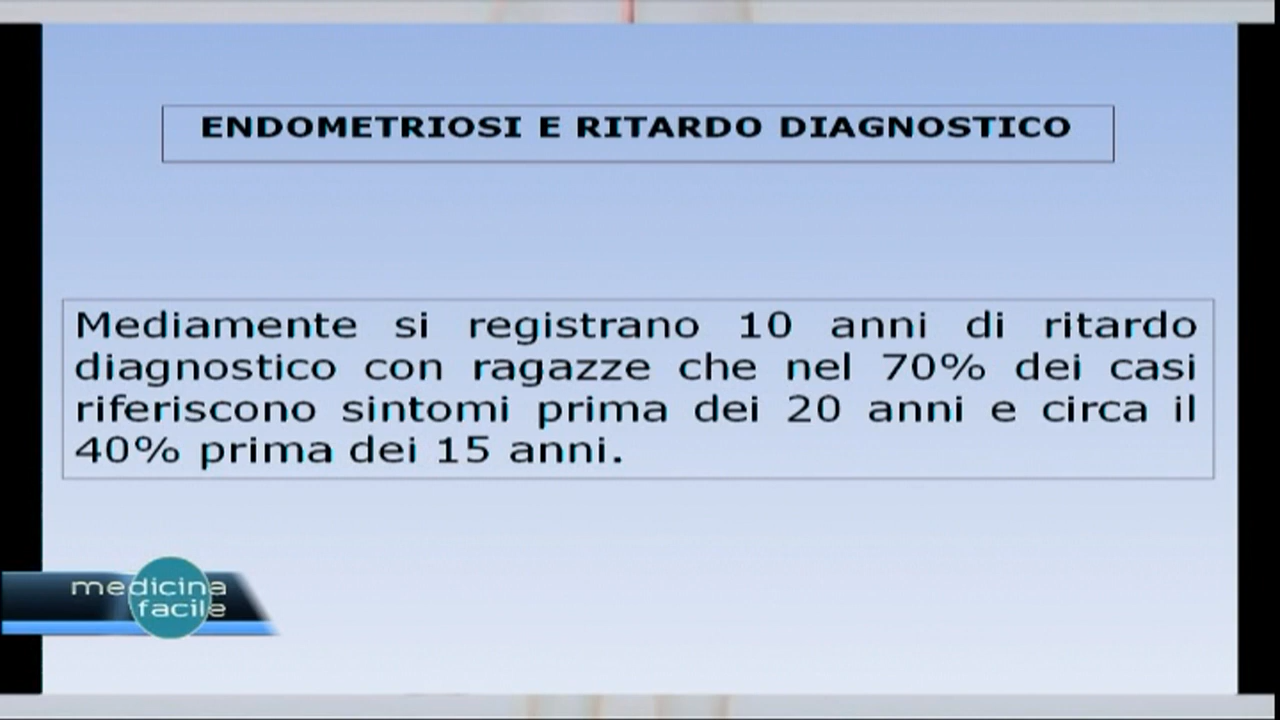 ENDOMETRIOSI E RITARDO DIAGNOSTICO
Mediamente si registrano 10 anni di ritardo
diagnostico con ragazze che nel 70% dei casi
riferiscono sintomi prima dei 20 anni e circa il
40% prima dei 15 anni.
medicina
facile